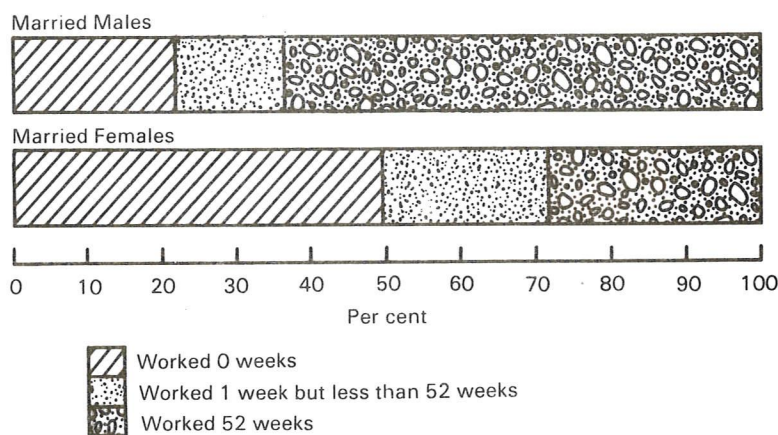 Married Males
Married Females
0 10 20 30 40 50 60 70 80 90 100
Per cent
Worked 0 weeks
Worked 1 week but less than 52 weeks
Worked 52 weeks